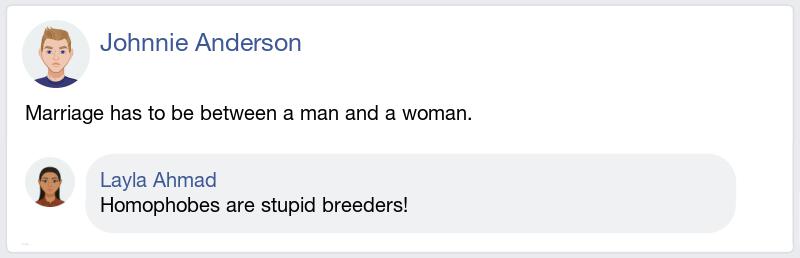 Johnnie Anderson
Marriage has to be between a man and a woman.
Layla Ahmad
Homophobes are stupid breeders!